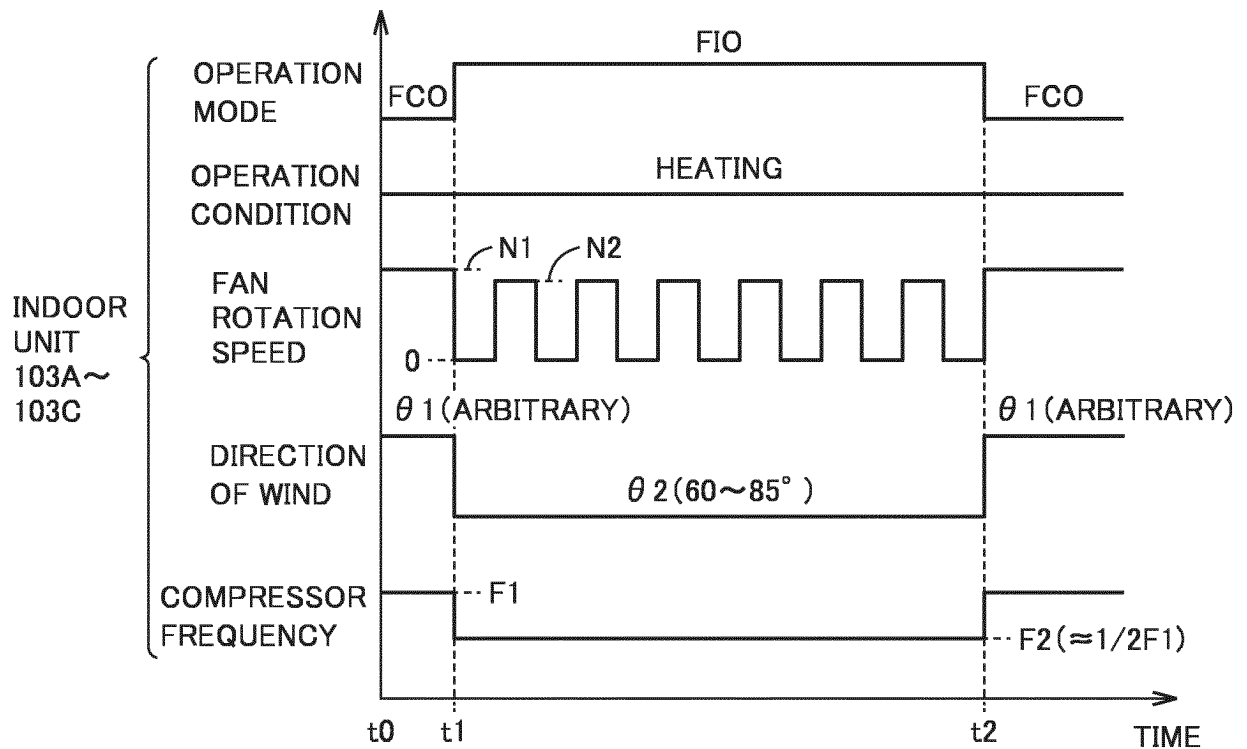 FIO
OPERATION
MODE
FCO
FCO
OPERATION
CONDITION
HEATING
N1
N2
FAN
ROTATION
SPEED
0
INDOOR
UNIT
103A～
103C
θ1(ARBITRARY)
θ1(ARBITRARY)
DIRECTION
OF WIND
θ2(60～85°)
COMPRESSOR
FREQUENCY
F1
F2(≈1/2F1)
t0
t1
t2
TIME